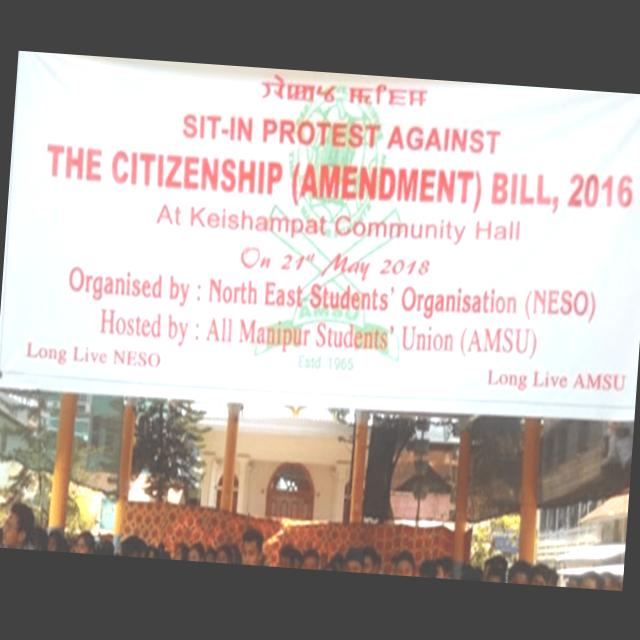 SIT-IN PROTEST AGAINST
THE CITIZENSHIP (AMENDMENT) BILL, 2016
At Keishampat Community Hall
On 21st May 2018
Organised by : North East Students' Organisation (NESO)
Hosted by : All Manipur Students' Union (AMSU)
AMSU
Estd 1965
Long Live NESO
Long Live AMSU